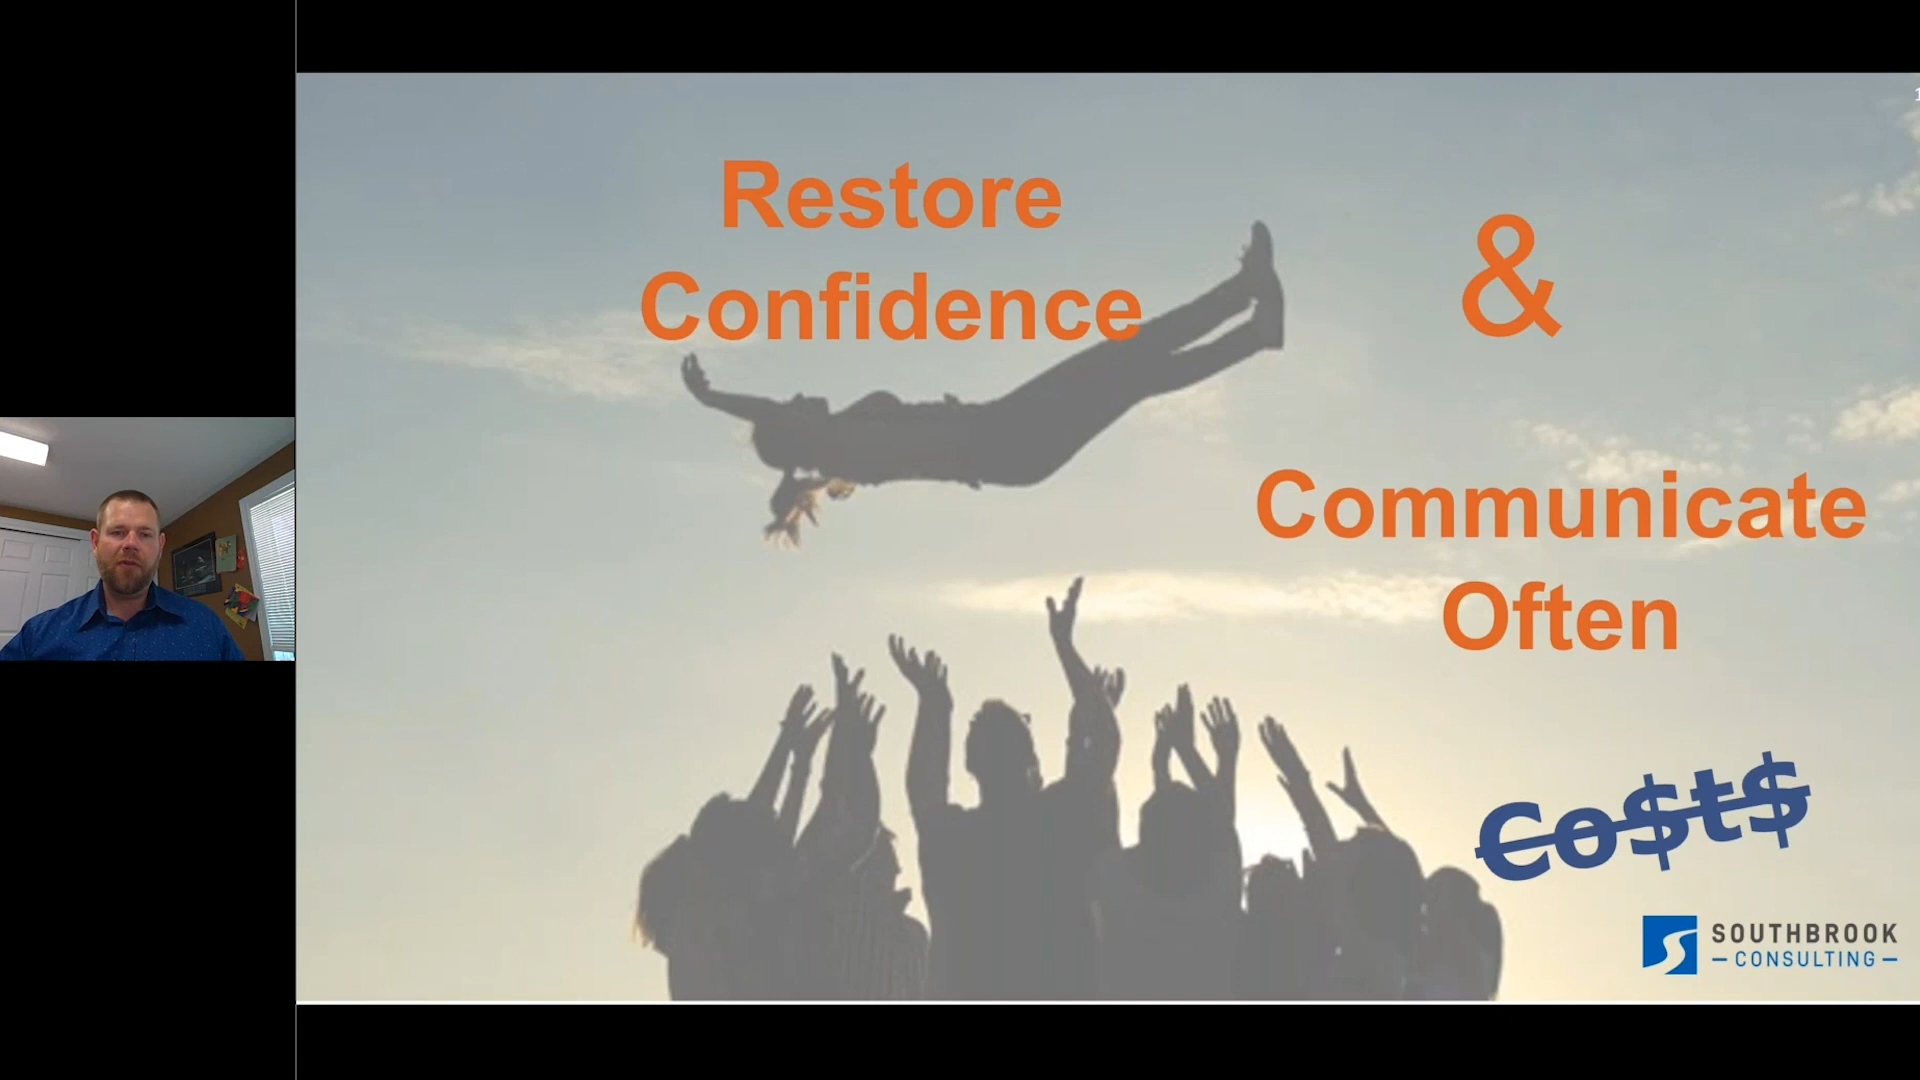 Restore
Confidence
&
Communicate
Often
Co$t$
SOUTHBROOK
CONSULTING